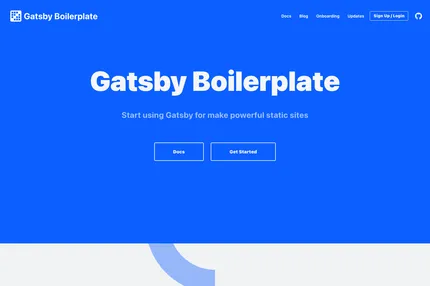 Gatsby Boilerplate
Docs Blog Onboarding Updates Sign Up / Login
Gatsby Boilerplate
Start using Gatsby for make powerful static sites
Docs Get Started